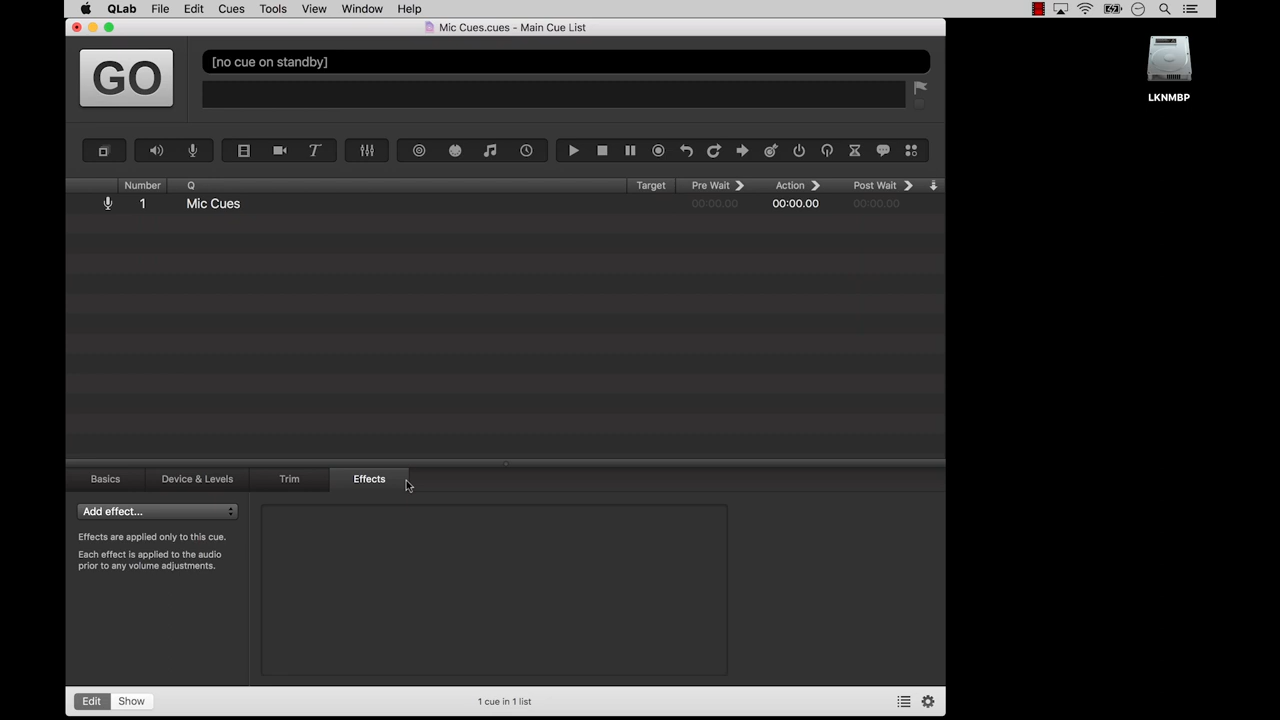 QLab File Edit Cues Tools View Window Help
Mic Cues.cues - Main Cue List
GO
[no cue on standby]
LKNMBP
T
Number Q Target Pre Wait Action Post Wait
1 Mic Cues 00:00.00 00:00.00 00:00.00
Basics Device & Levels Trim Effects
Add effect...
Effects are applied only to this cue.
Each effect is applied to the audio
prior to any volume adjustments.
Edit Show 1 cue in 1 list